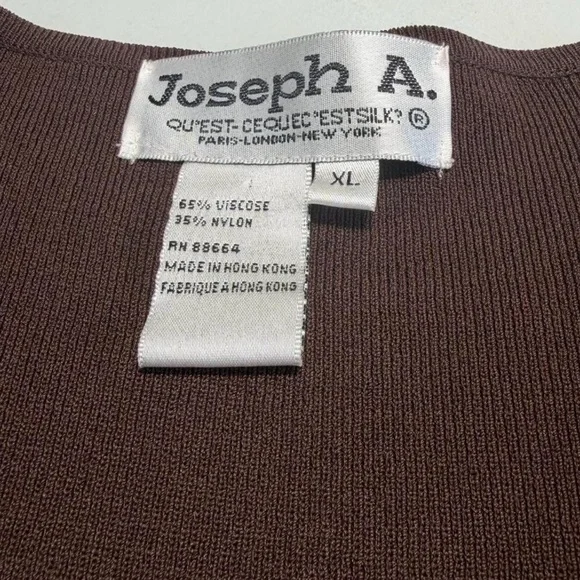 Joseph A.
QU'EST-CEQUEC'ESTSILK? ®
PARIS-LONDON-NEW YORK
XL
65% VISCOSE
35% NYLON
RN 88664
MADE IN HONG KONG
FABRIQUE A HONG KONG